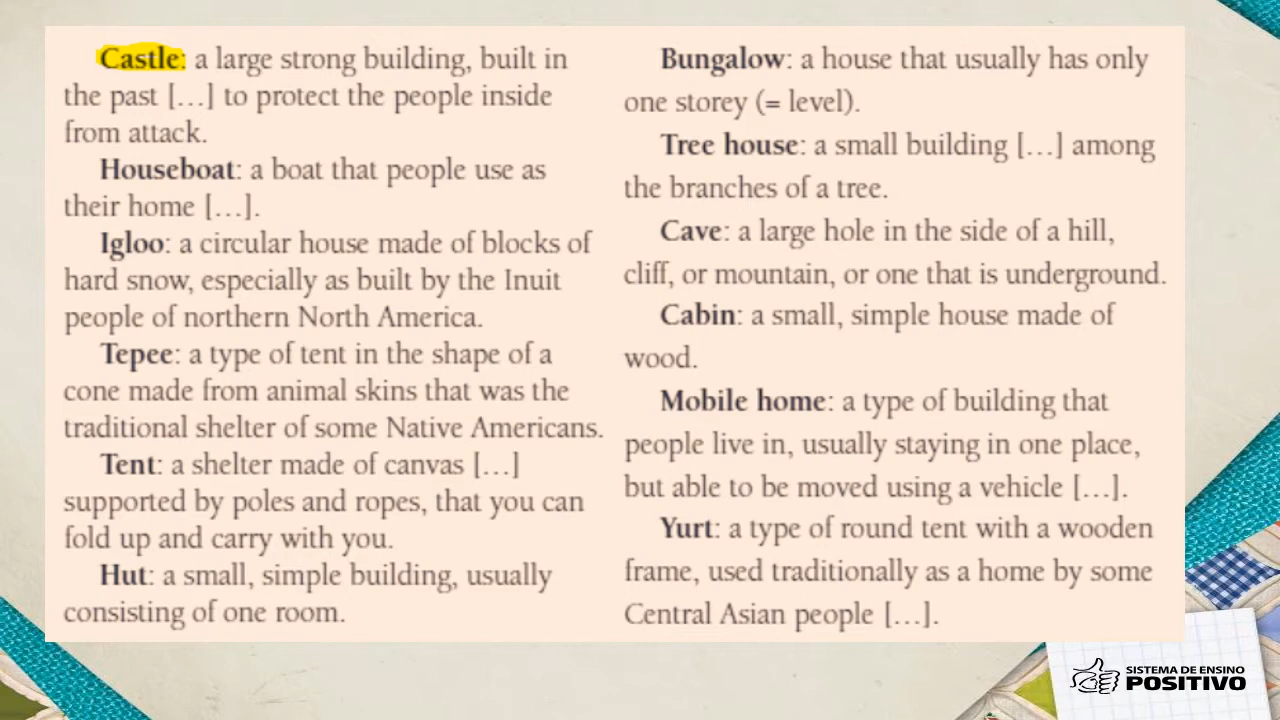 Castle: a large strong building, built in
the past […] to protect the people inside
from attack.
Houseboat: a boat that people use as
their home […].
Igloo: a circular house made of blocks of
hard snow, especially as built by the Inuit
people of northern North America.
Tepee: a type of tent in the shape of a
cone made from animal skins that was the
traditional shelter of some Native Americans.
Tent: a shelter made of canvas […]
supported by poles and ropes, that you can
fold up and carry with you.
Hut: a small, simple building, usually
consisting of one room.
Bungalow: a house that usually has only
one storey (= level).
Tree house: a small building […] among
the branches of a tree.
Cave: a large hole in the side of a hill,
cliff, or mountain, or one that is underground.
Cabin: a small, simple house made of
wood.
Mobile home: a type of building that
people live in, usually staying in one place,
but able to be moved using a vehicle […].
Yurt: a type of round tent with a wooden
frame, used traditionally as a home by some
Central Asian people […].
SISTEMA DE ENSINO
POSITIVO